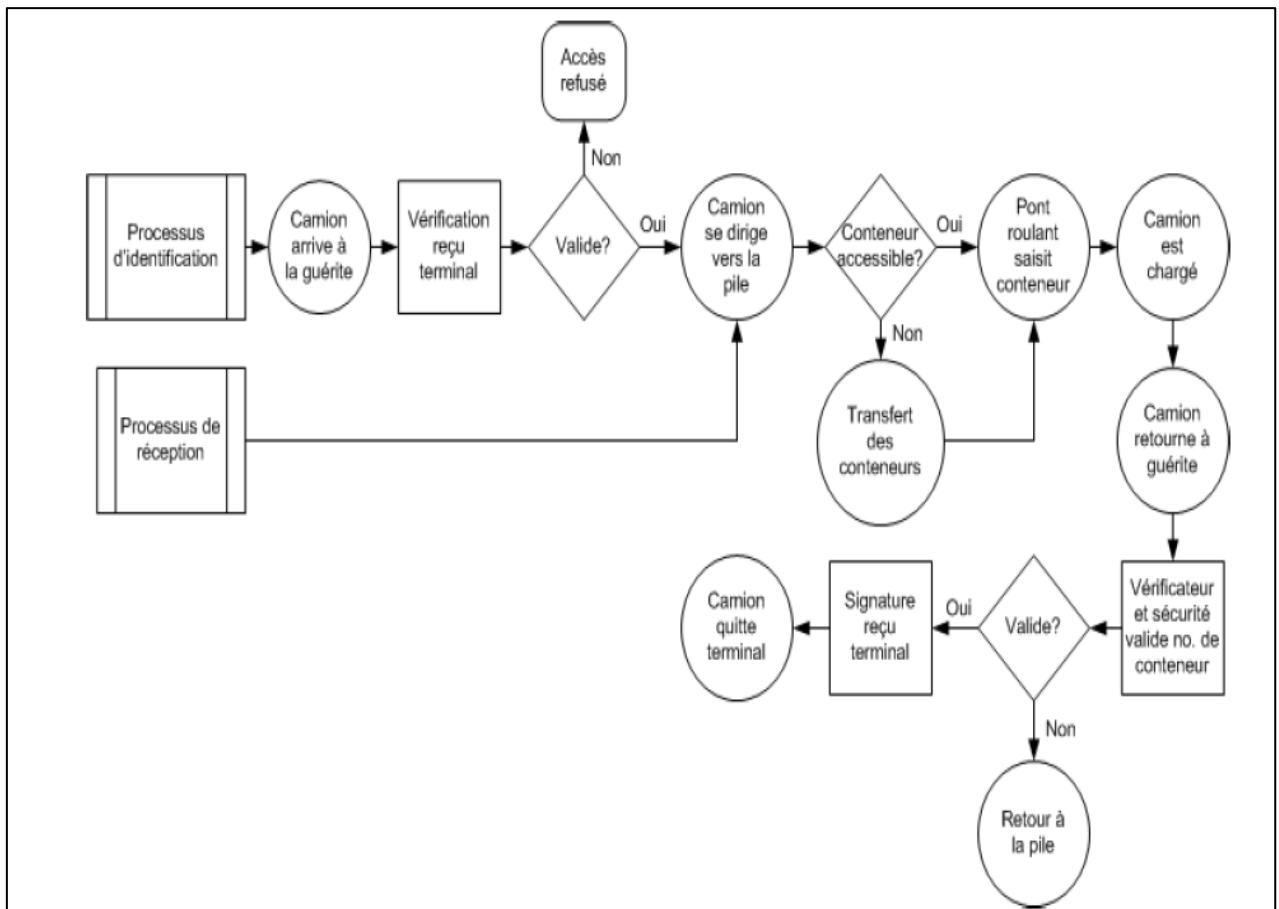 Accès
refusé
Non
Processus
d'identification
Camion
arrive à
la guérite
Vérification
reçu
terminal
Valide?
Oui
Camion
se dirige
vers la
pile
Conteneur
accessible?
Oui
Pont
roulant
saisit
conteneur
Camion
est
chargé
Non
Processus de
réception
Transfert
des
conteneurs
Camion
retourne à
guérite
Vérificateur
et sécurité
valide no. de
conteneur
Valide?
Oui
Signature
reçu
terminal
Camion
quitte
terminal
Non
Retour à
la pile